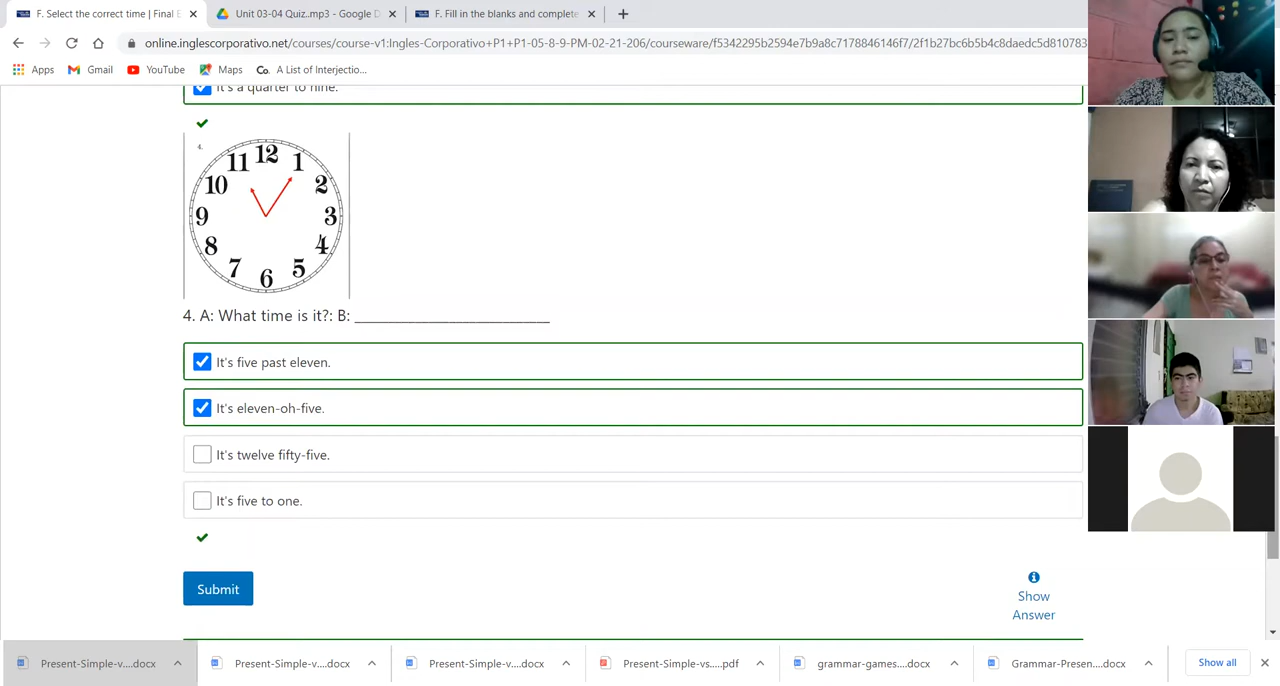 F. Select the correct time | Final E
Unit 03-04 Quiz..mp3 - Google D
F. Fill in the blanks and complete
online.inglescorporativo.net/courses/course-v1:Ingles-Corporativo+P1+P1-05-8-9-PM-02-21-206/courseware/f5342295b2594e7b9a8c7178846146f7/2f1b27bc6b5b4c8daedc5d810783
Apps Gmail YouTube Maps Co. A List of Interjectio...
It's a quarter to nine.
4.
12
11 1
10 2
9 3
8 4
7 5
6
4. A: What time is it?: B: ___________________________
It's five past eleven.
It's eleven-oh-five.
It's twelve fifty-five.
It's five to one.
Submit
Show
Answer
Present-Simple-v....docx Present-Simple-v....docx Present-Simple-v....docx Present-Simple-vs.....pdf grammar-games....docx Grammar-Presen....docx Show all